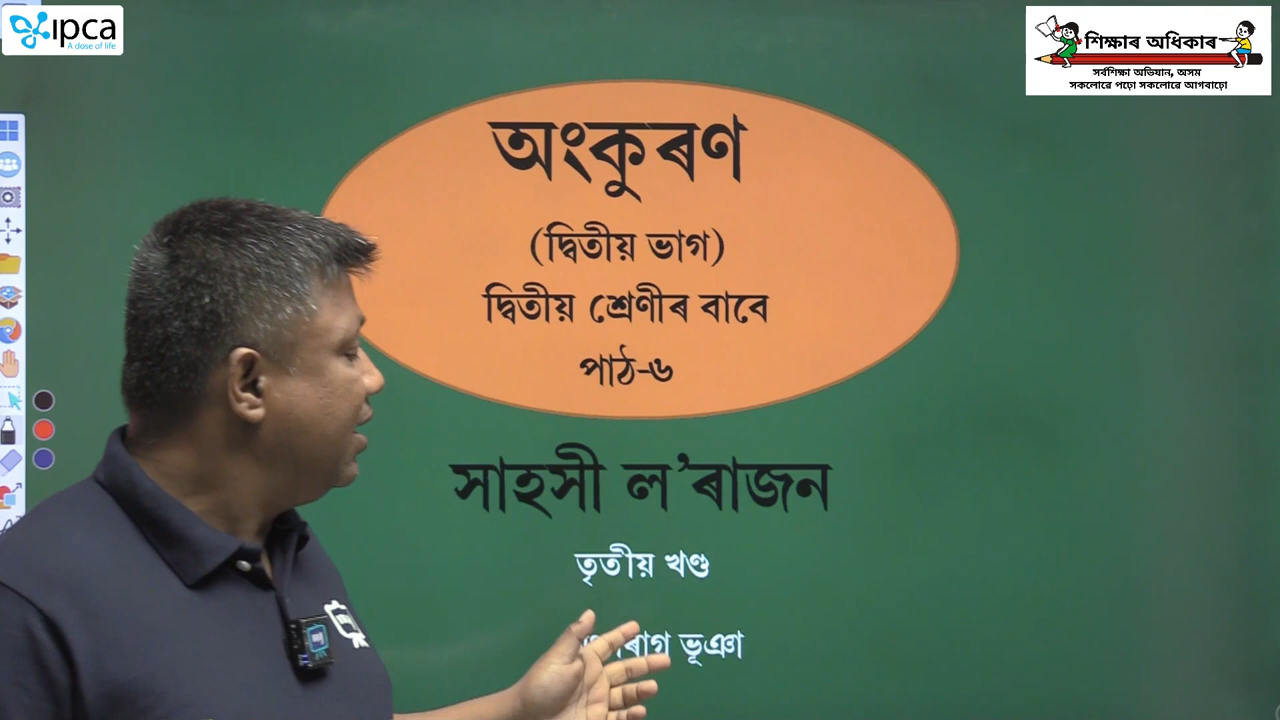 ipca
A dose of life
শিক্ষাৰ অধিকাৰ
সৰ্বশিক্ষা অভিযান, অসম
সকলোৱে পঢ়ো সকলোৱে আগবাঢ়ো
অংকুৰণ
(দ্বিতীয় ভাগ)
দ্বিতীয় শ্ৰেণীৰ বাবে
পাঠ-৬
সাহসী ল’ৰাজন
তৃতীয় খণ্ড
ভূঞা